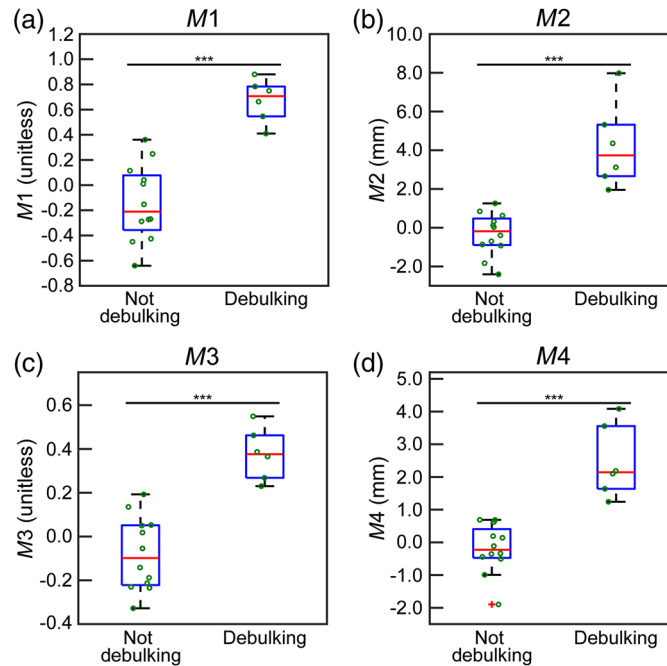 (a)
M1
1.2
1.0
0.8
0.6
0.4
0.2
0.0
-0.2
-0.4
-0.6
-0.8
M1 (unitless)
***
Not
debulking
Debulking
(b)
M2
10.0
8.0
6.0
4.0
2.0
0.0
-2.0
M2 (mm)
***
Not
debulking
Debulking
(c)
M3
0.6
0.4
0.2
0.0
-0.2
-0.4
M3 (unitless)
***
Not
debulking
Debulking
(d)
M4
5.0
4.0
3.0
2.0
1.0
0.0
-1.0
-2.0
M4 (mm)
***
Not
debulking
Debulking